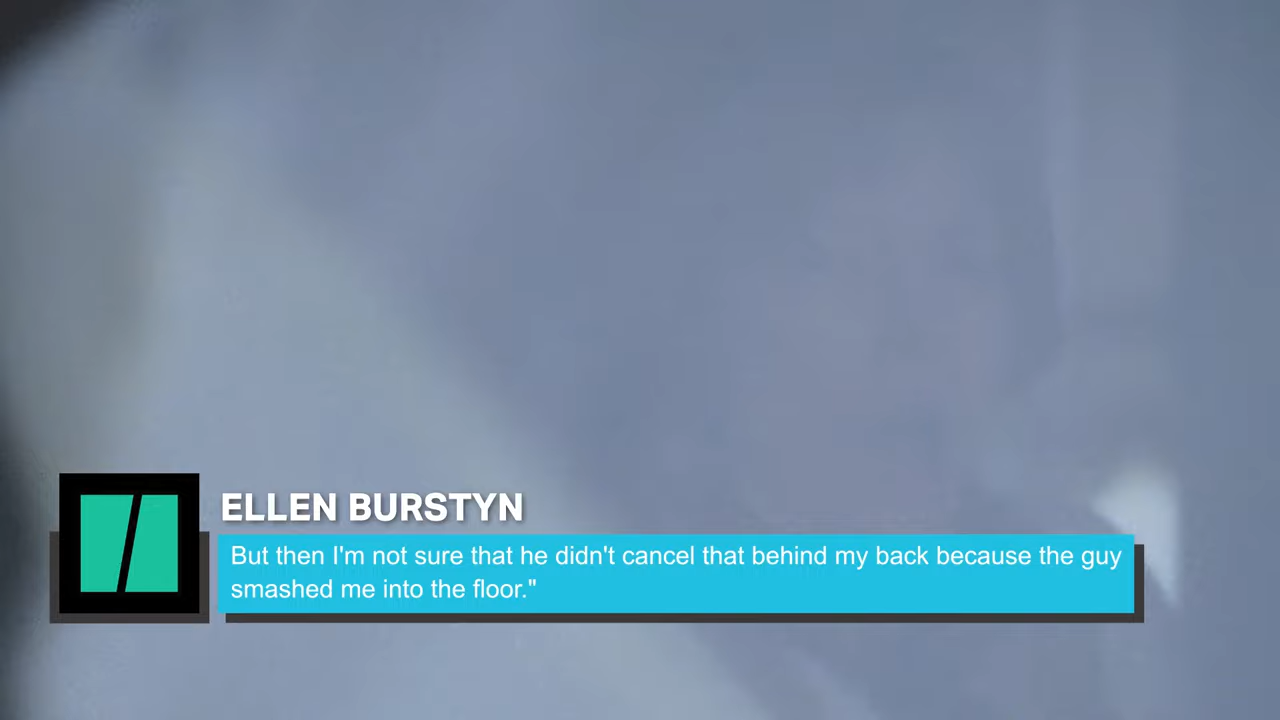 ELLEN BURSTYN
But then I'm not sure that he didn't cancel that behind my back because the guy
smashed me into the floor."